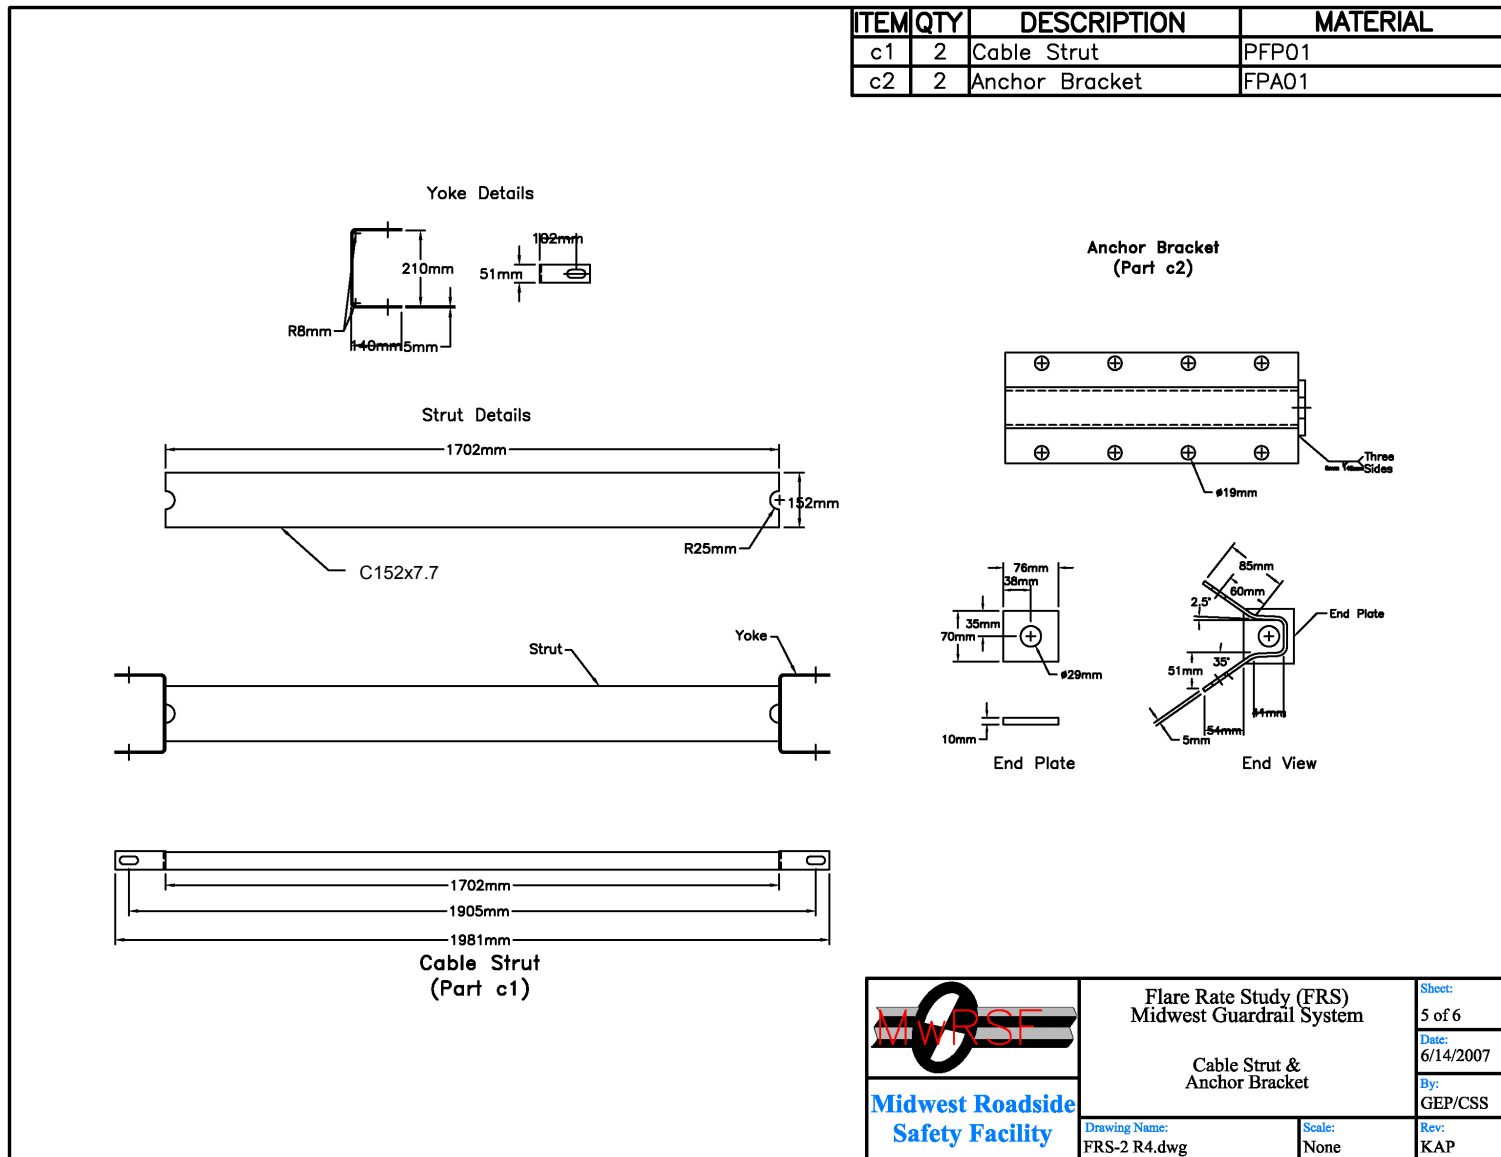 ITEM QTY DESCRIPTION MATERIAL
c1 2 Cable Strut PFP01
c2 2 Anchor Bracket FPA01
Yoke Details
102mm
210mm
51mm
R8mm
140mm 5mm
Anchor Bracket
(Part c2)
Three
Sides
ø19mm
Strut Details
1702mm
152mm
R25mm
C152x7.7
76mm
38mm
35mm
70mm
ø29mm
10mm
End Plate
85mm
60mm
2.5°
End Plate
51mm
35°
41mm
54mm
5mm
End View
Strut
Yoke
1702mm
1905mm
1981mm
Cable Strut
(Part c1)
MwRSF
Midwest Roadside
Safety Facility
Flare Rate Study (FRS)
Midwest Guardrail System
Cable Strut &
Anchor Bracket
Sheet:
5 of 6
Date:
6/14/2007
By:
GEP/CSS
Drawing Name:
FRS-2 R4.dwg
Scale:
None
Rev:
KAP